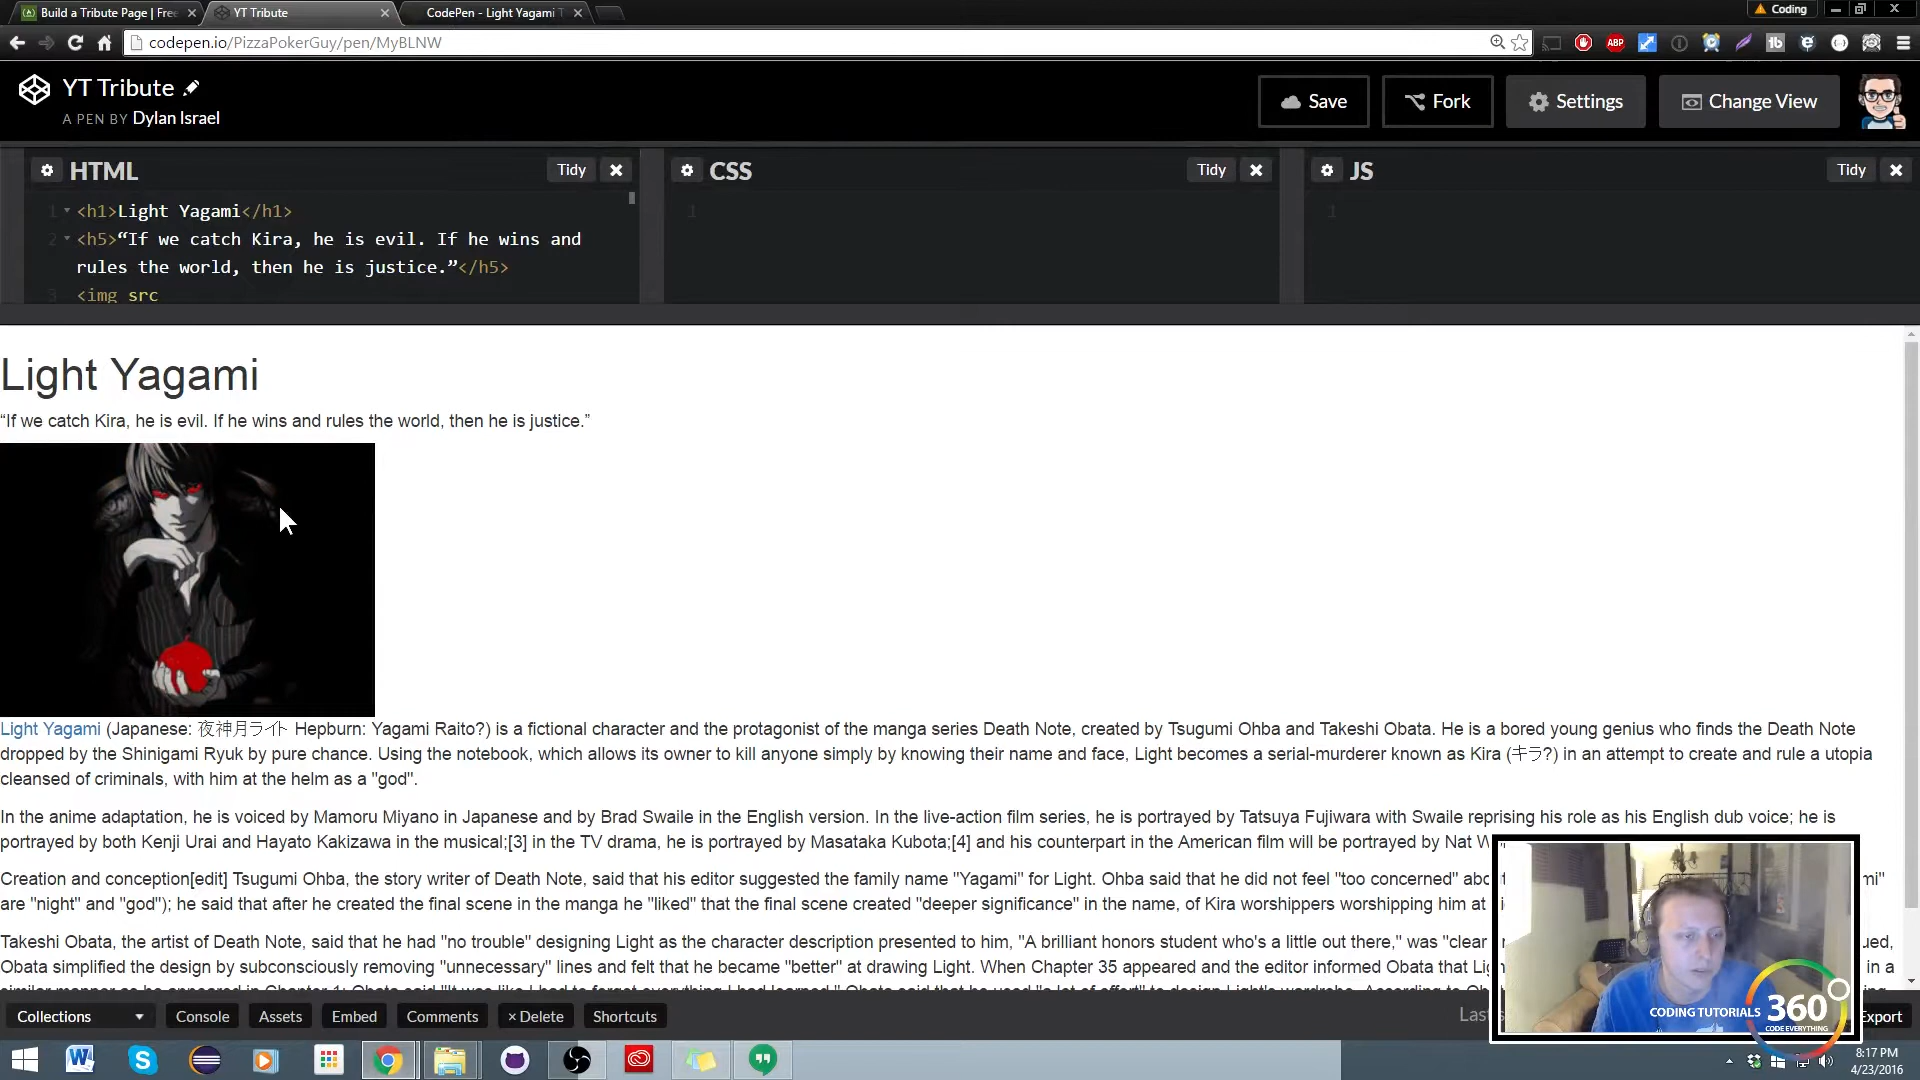 Build a Tribute Page | Free
YT Tribute
CodePen - Light Yagami T
Coding
codepen.io/PizzaPokerGuy/pen/MyBLNW
ABP
YT Tribute
A PEN BY Dylan Israel
Save
Fork
Settings
Change View
HTML
Tidy
CSS
Tidy
JS
Tidy
1 <h1>Light Yagami</h1>
2 <h5>“If we catch Kira, he is evil. If he wins and
rules the world, then he is justice.”</h5>
3 <img src
1
1
Light Yagami
“If we catch Kira, he is evil. If he wins and rules the world, then he is justice.”
Light Yagami (Japanese: 夜神月ライト Hepburn: Yagami Raito?) is a fictional character and the protagonist of the manga series Death Note, created by Tsugumi Ohba and Takeshi Obata. He is a bored young genius who finds the Death Note
dropped by the Shinigami Ryuk by pure chance. Using the notebook, which allows its owner to kill anyone simply by knowing their name and face, Light becomes a serial-murderer known as Kira (キラ?) in an attempt to create and rule a utopia
cleansed of criminals, with him at the helm as a "god".
In the anime adaptation, he is voiced by Mamoru Miyano in Japanese and by Brad Swaile in the English version. In the live-action film series, he is portrayed by Tatsuya Fujiwara with Swaile reprising his role as his English dub voice; he is
portrayed by both Kenji Urai and Hayato Kakizawa in the musical;[3] in the TV drama, he is portrayed by Masataka Kubota;[4] and his counterpart in the American film will be portrayed by Nat W
Creation and conception[edit] Tsugumi Ohba, the story writer of Death Note, said that his editor suggested the family name "Yagami" for Light. Ohba said that he did not feel "too concerned" abo mi"
are "night" and "god"); he said that after he created the final scene in the manga he "liked" that the final scene created "deeper significance" in the name, of Kira worshippers worshipping him at
Takeshi Obata, the artist of Death Note, said that he had "no trouble" designing Light as the character description presented to him, "A brilliant honors student who's a little out there," was "clear ued,
Obata simplified the design by subconsciously removing "unnecessary" lines and felt that he became "better" at drawing Light. When Chapter 35 appeared and the editor informed Obata that Lig in a
CODING TUTORIALS 360
CODE EVERYTHING
Collections
Console
Assets
Embed
Comments
× Delete
Shortcuts
Las
Export
8:17 PM
4/23/2016